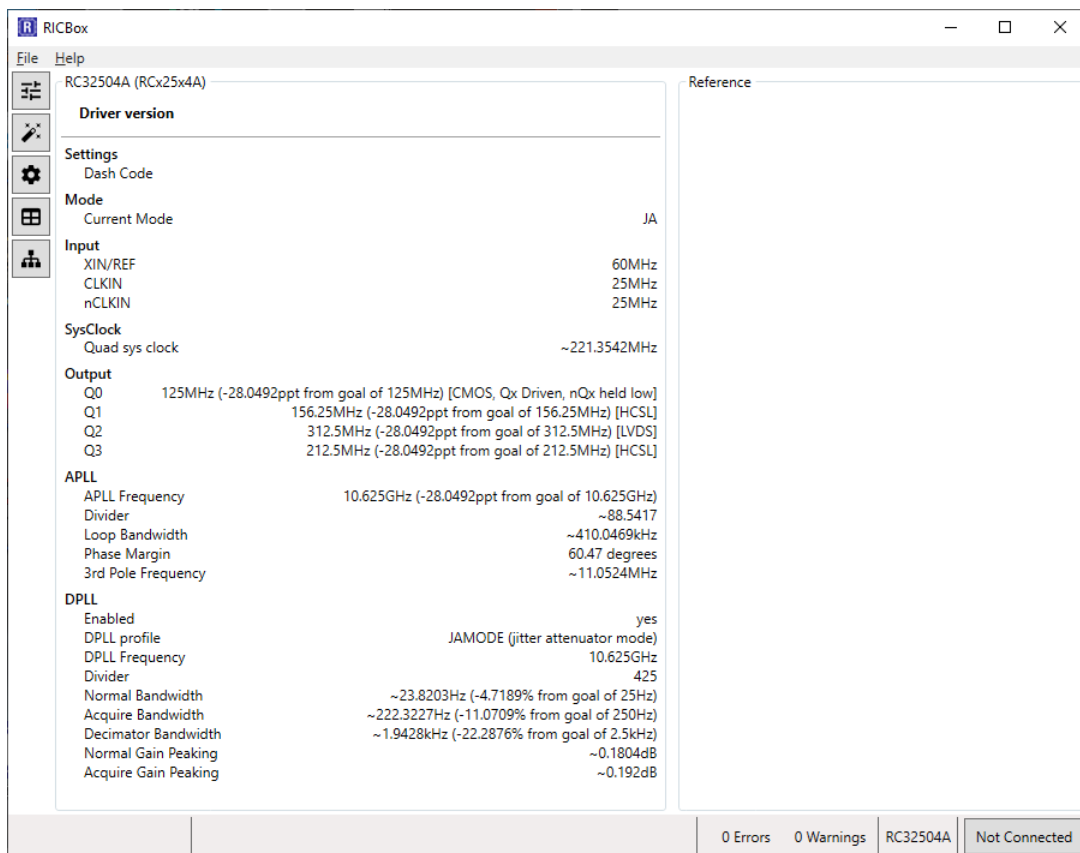 RICBox
File Help
RC32504A (RCx25x4A)
Reference
Driver version
Settings
Dash Code
Mode
Current Mode JA
Input
XIN/REF 60MHz
CLKIN 25MHz
nCLKIN 25MHz
SysClock
Quad sys clock ~221.3542MHz
Output
Q0 125MHz (-28.0492ppt from goal of 125MHz) [CMOS, Qx Driven, nQx held low]
Q1 156.25MHz (-28.0492ppt from goal of 156.25MHz) [HCSL]
Q2 312.5MHz (-28.0492ppt from goal of 312.5MHz) [LVDS]
Q3 212.5MHz (-28.0492ppt from goal of 212.5MHz) [HCSL]
APLL
APLL Frequency 10.625GHz (-28.0492ppt from goal of 10.625GHz)
Divider ~88.5417
Loop Bandwidth ~410.0469kHz
Phase Margin 60.47 degrees
3rd Pole Frequency ~11.0524MHz
DPLL
Enabled yes
DPLL profile JAMODE (jitter attenuator mode)
DPLL Frequency 10.625GHz
Divider 425
Normal Bandwidth ~23.8203Hz (-4.7189% from goal of 25Hz)
Acquire Bandwidth ~222.3227Hz (-11.0709% from goal of 250Hz)
Decimator Bandwidth ~1.9428kHz (-22.2876% from goal of 2.5kHz)
Normal Gain Peaking ~0.1804dB
Acquire Gain Peaking ~0.192dB
0 Errors 0 Warnings RC32504A Not Connected